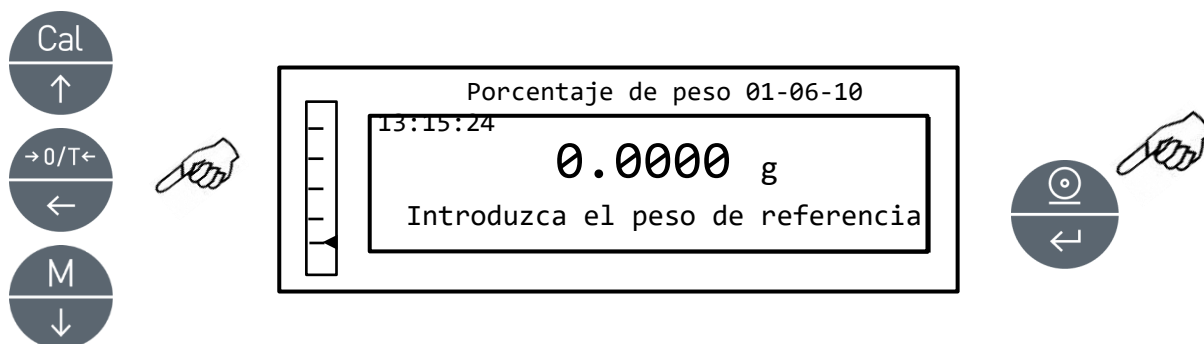 Cal
↑
→0/T←
←
M
↓
Porcentaje de peso 01-06-10
13:15:24
0.0000 g
Introduzca el peso de referencia